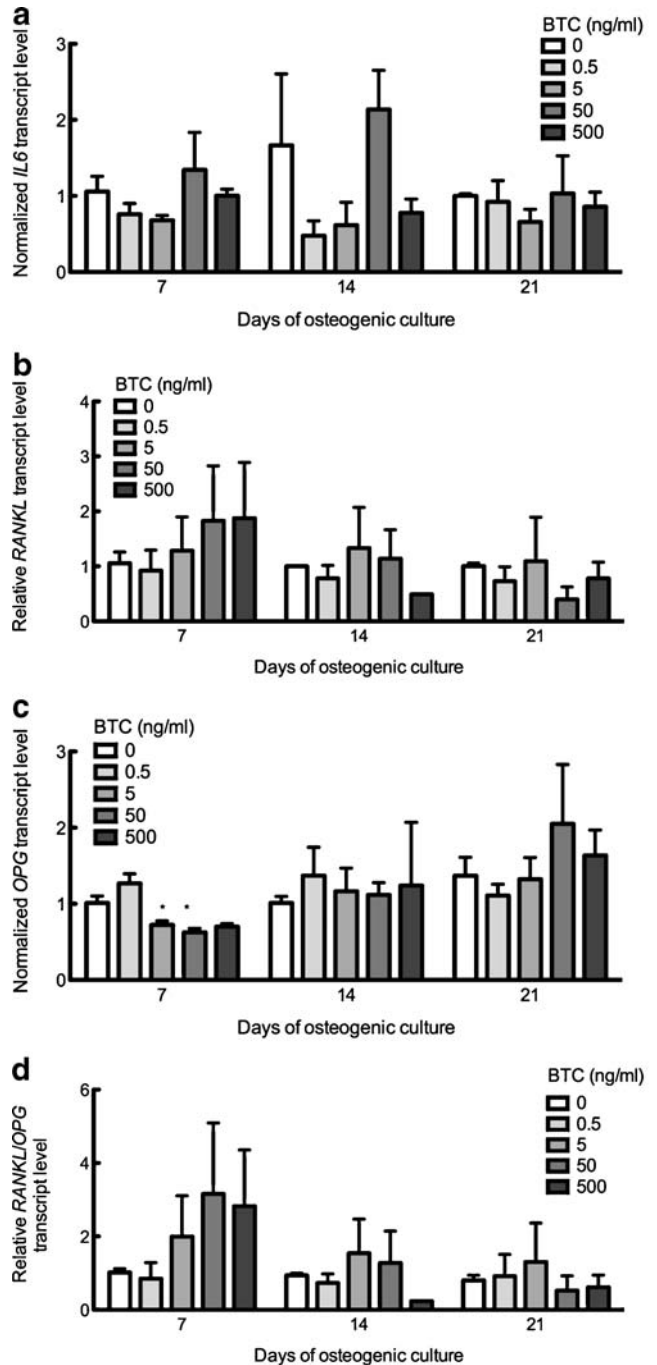 a
BTC (ng/ml)
0
0.5
5
50
500
Normalized IL6 transcript level
3
2
1
0
7
14
21
Days of osteogenic culture
b
BTC (ng/ml)
0
0.5
5
50
500
Relative RANKL transcript level
4
3
2
1
0
7
14
21
Days of osteogenic culture
c
BTC (ng/ml)
0
0.5
5
50
500
Normalized OPG transcript level
3
2
1
0
* *
7
14
21
Days of osteogenic culture
d
BTC (ng/ml)
0
0.5
5
50
500
Relative RANKL/OPG
transcript level
6
4
2
0
7
14
21
Days of osteogenic culture